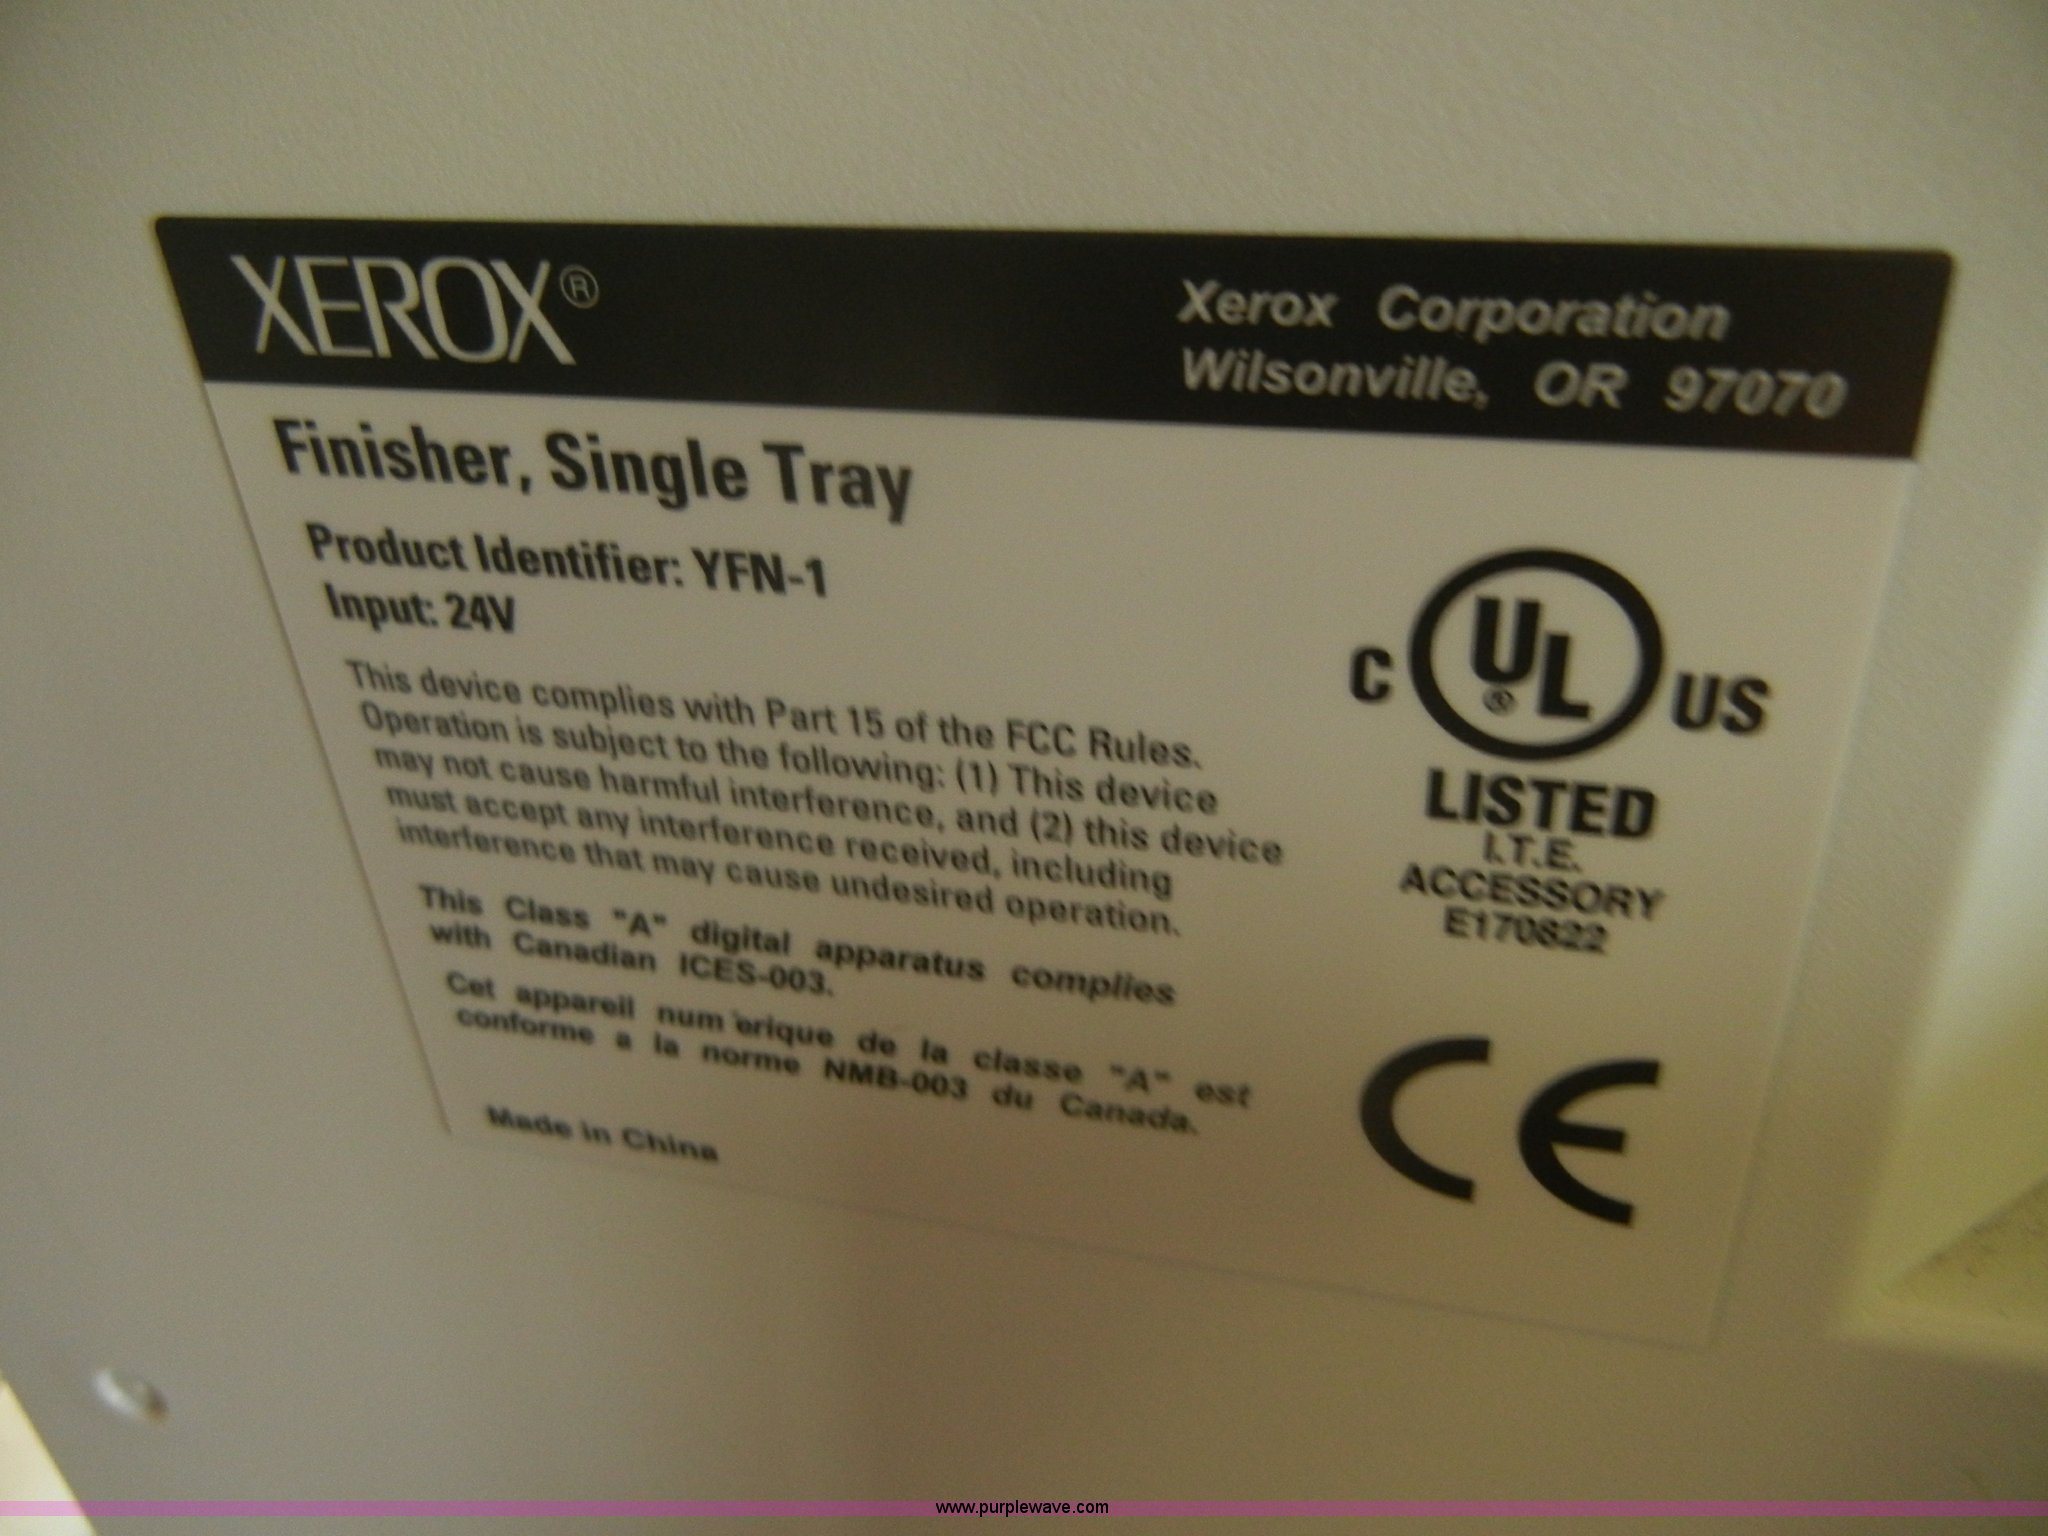 XEROX®
Xerox Corporation
Wilsonville, OR 97070
Finisher, Single Tray
Product Identifier: YFN-1
Input: 24V
This device complies with Part 15 of the FCC Rules.
Operation is subject to the following: (1) This device
may not cause harmful interference, and (2) this device
must accept any interference received, including
interference that may cause undesired operation.
This Class "A" digital apparatus complies
with Canadian ICES-003.
Cet appareil num´erique de la classe "A" est
conforme a la norme NMB-003 du Canada.
Made in China
C UL® US
LISTED
I.T.E.
ACCESSORY
E170822
CE
www.purplewave.com